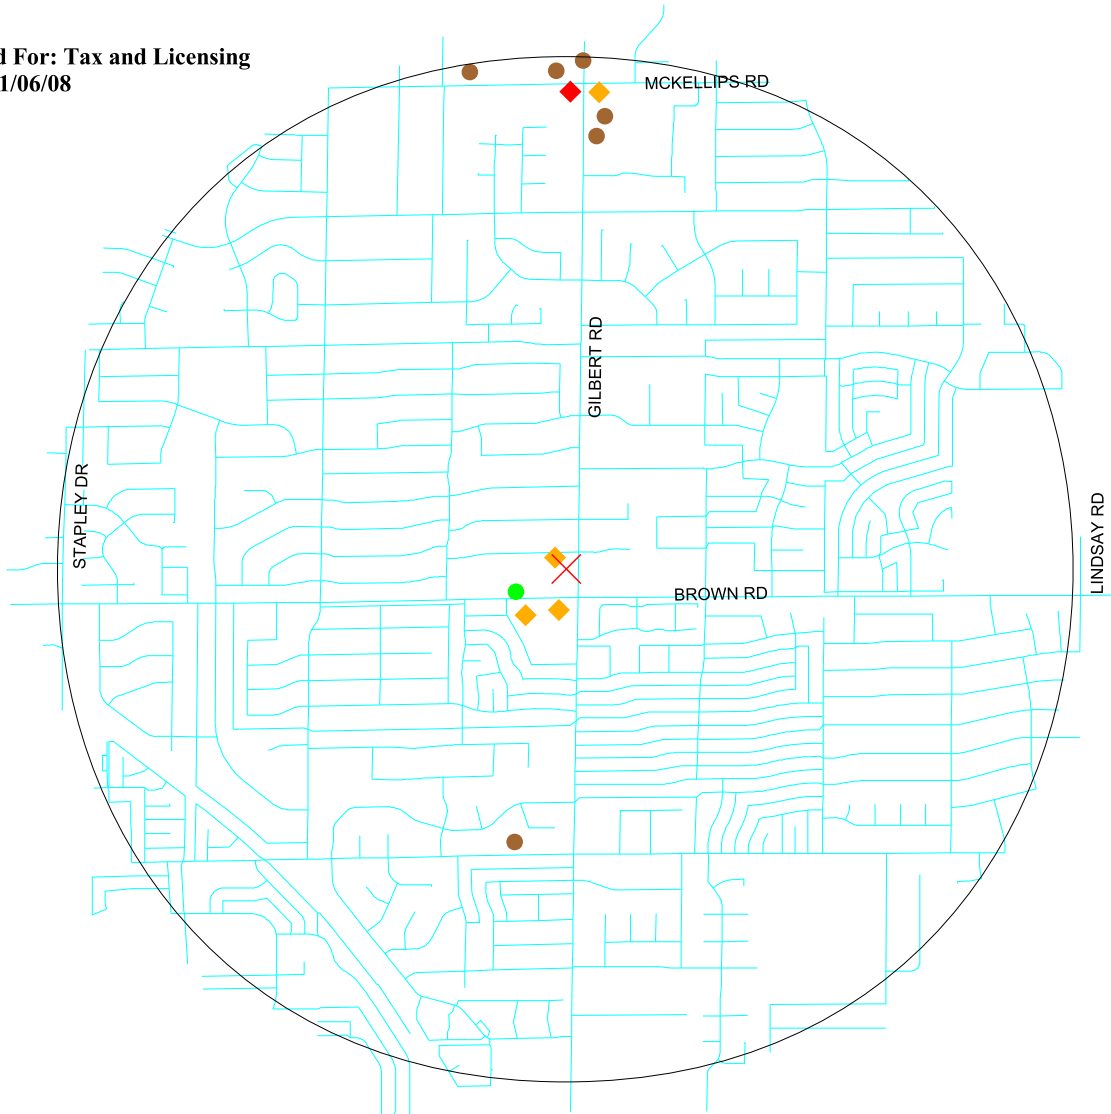 For: Tax and Licensing
1/06/08
MCKELLIPS RD
GILBERT RD
STAPLEY DR
LINDSAY RD
BROWN RD